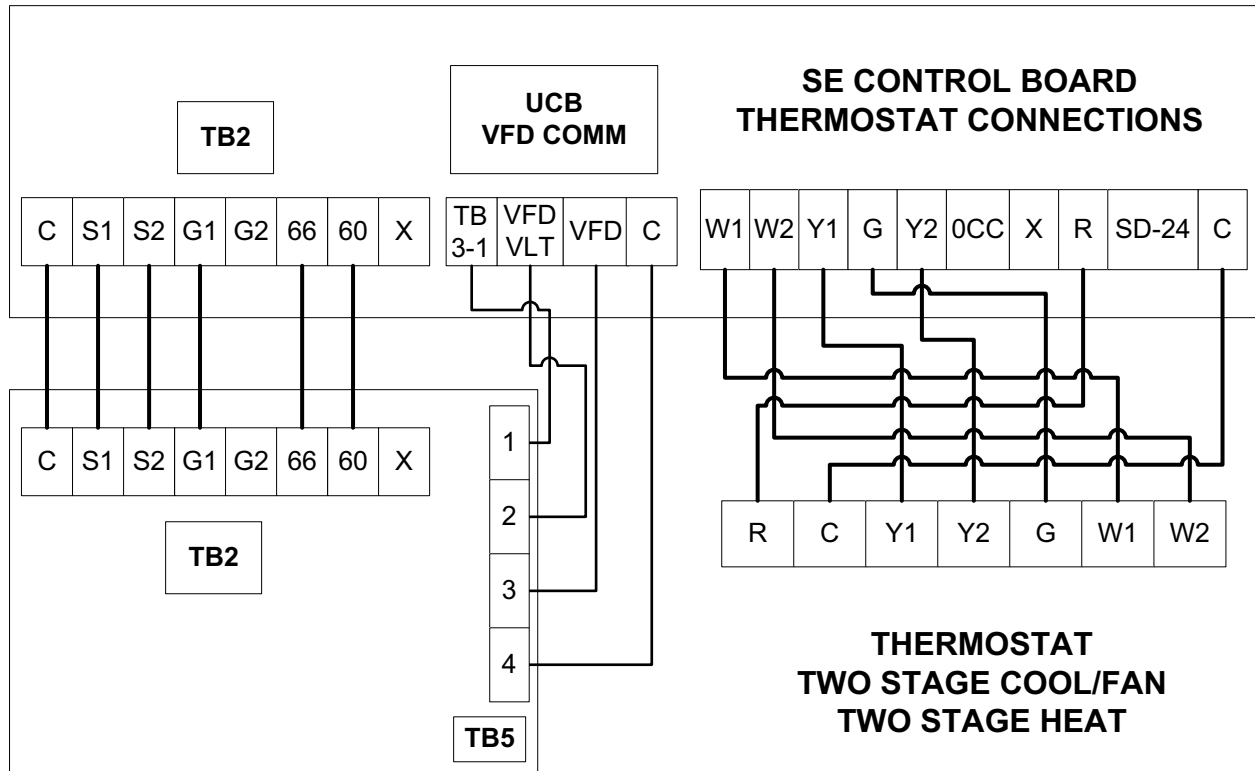 SE CONTROL BOARD
THERMOSTAT CONNECTIONS
UCB
VFD COMM
TB2
C S1 S2 G1 G2 66 60 X
TB
3-1
VFD
VLT
VFD
C
W1 W2 Y1 G Y2 0CC X R SD-24 C
C S1 S2 G1 G2 66 60 X
TB2
1
2
3
4
TB5
R C Y1 Y2 G W1 W2
THERMOSTAT
TWO STAGE COOL/FAN
TWO STAGE HEAT